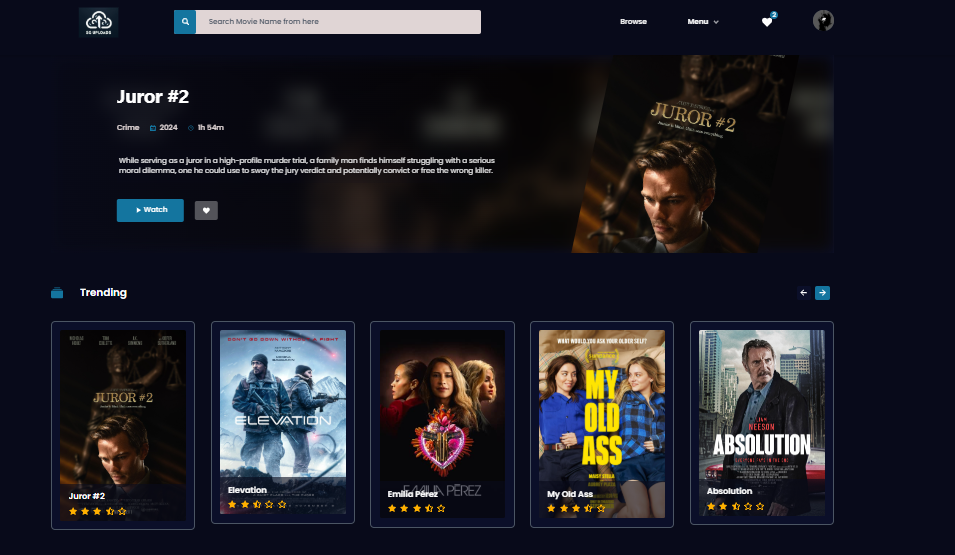 SG UPLOADS
Search Movie Name from here
Browse
Menu
2
Juror #2
Crime 2024 1h 54m
While serving as a juror in a high-profile murder trial, a family man finds himself struggling with a serious
moral dilemma, one he could use to sway the jury verdict and potentially convict or free the wrong killer.
Watch
JUROR #2
Trending
JUROR #2
Juror #2
DON'T GO DOWN WITHOUT A FIGHT
ELEVATION
Elevation
EMILIA PÉREZ
Emilia Pérez
WHAT WOULD YOU ASK YOUR OLDER SELF?
MY
OLD
ASS
My Old Ass
LIAM
NEESON
ABSOLUTION
Absolution